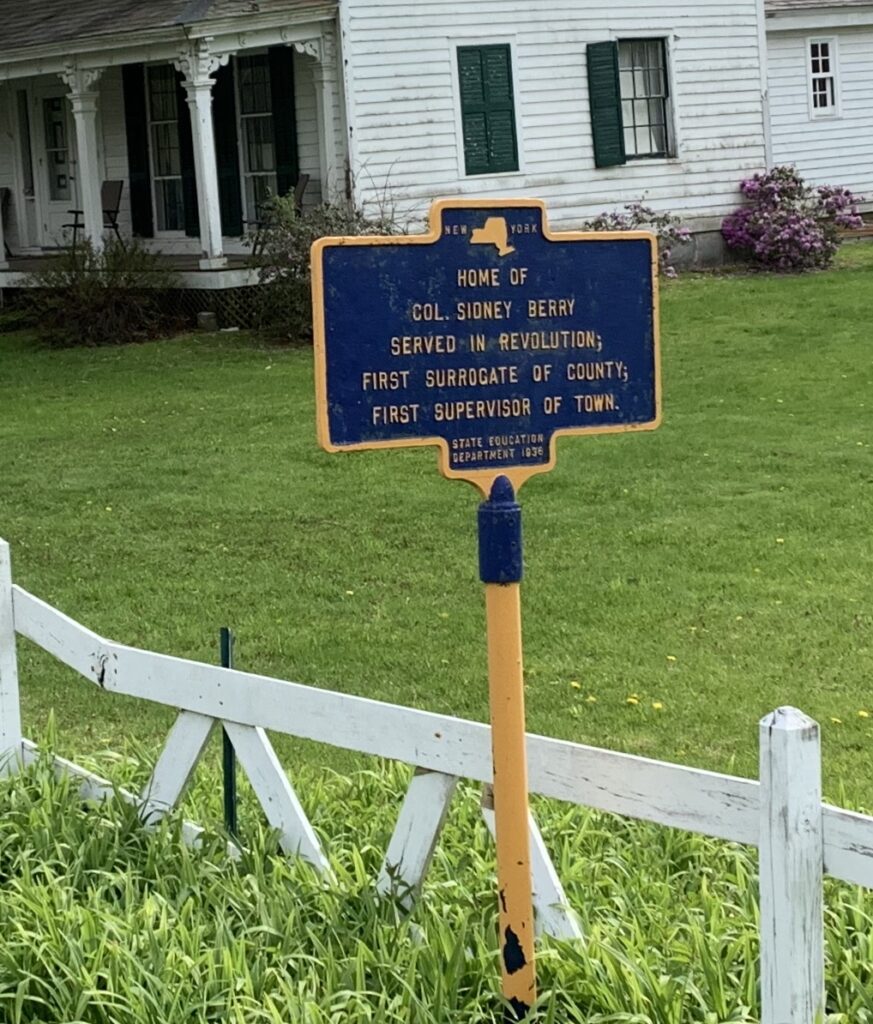 NEW YORK
HOME OF
COL. SIDNEY BERRY
SERVED IN REVOLUTION;
FIRST SURROGATE OF COUNTY;
FIRST SUPERVISOR OF TOWN.
STATE EDUCATION
DEPARTMENT 1936